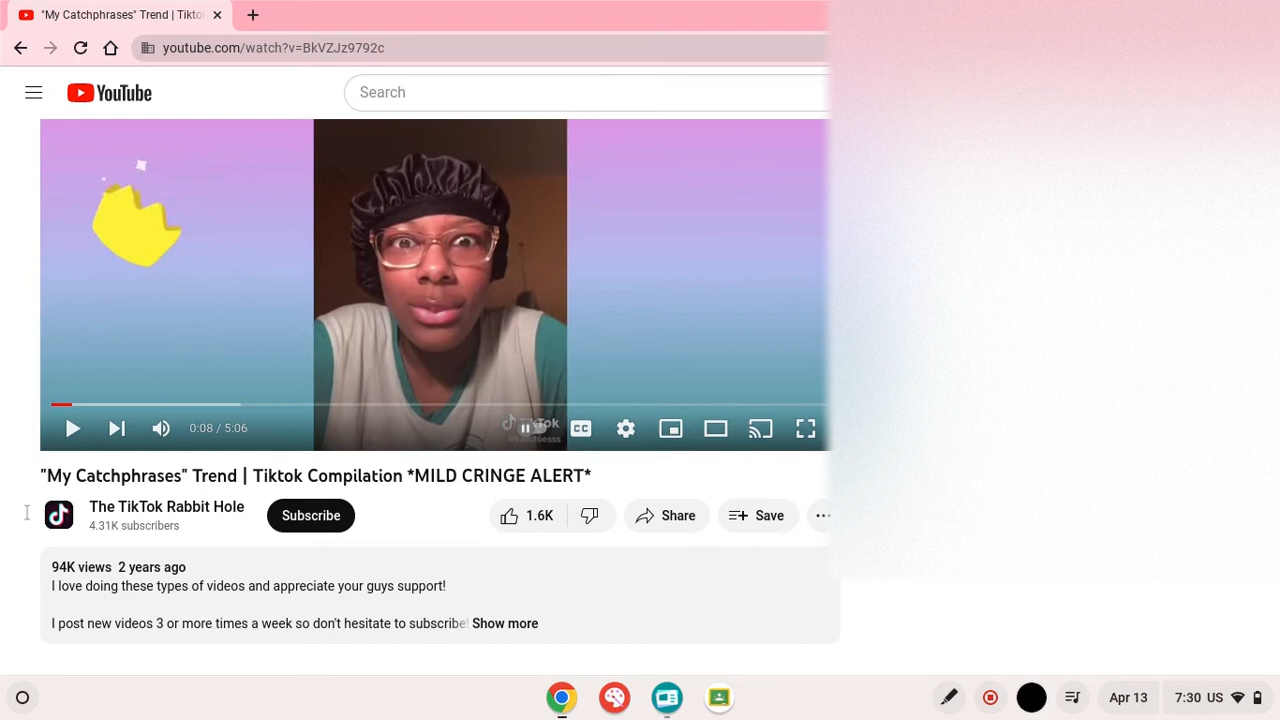 "My Catchphrases" Trend | Tikto
youtube.com/watch?v=BkVZJz9792c
YouTube
Search
TikTok
0:08 / 5:06
CC
"My Catchphrases" Trend | Tiktok Compilation *MILD CRINGE ALERT*
The TikTok Rabbit Hole
4.31K subscribers
Subscribe
1.6K
Share
Save
94K views 2 years ago
I love doing these types of videos and appreciate your guys support!
I post new videos 3 or more times a week so don't hesitate to subscribe! Show more
Apr 13
7:30 US